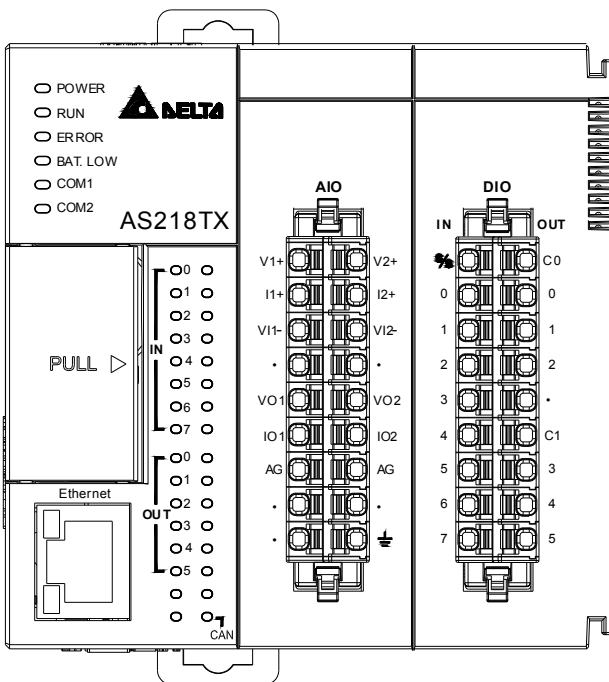 POWER
RUN
ERROR
BAT. LOW
COM1
COM2
DELTA
AS218TX
PULL
IN
0
1
2
3
4
5
6
7
OUT
0
1
2
3
4
5
CAN
Ethernet
AIO
V1+ V2+
I1+ I2+
VI1- VI2-
• •
VO1 VO2
IO1 IO2
AG AG
• •
•
DIO
IN OUT
S/S C0
0 0
1 1
2 2
3 •
4 C1
5 3
6 4
7 5